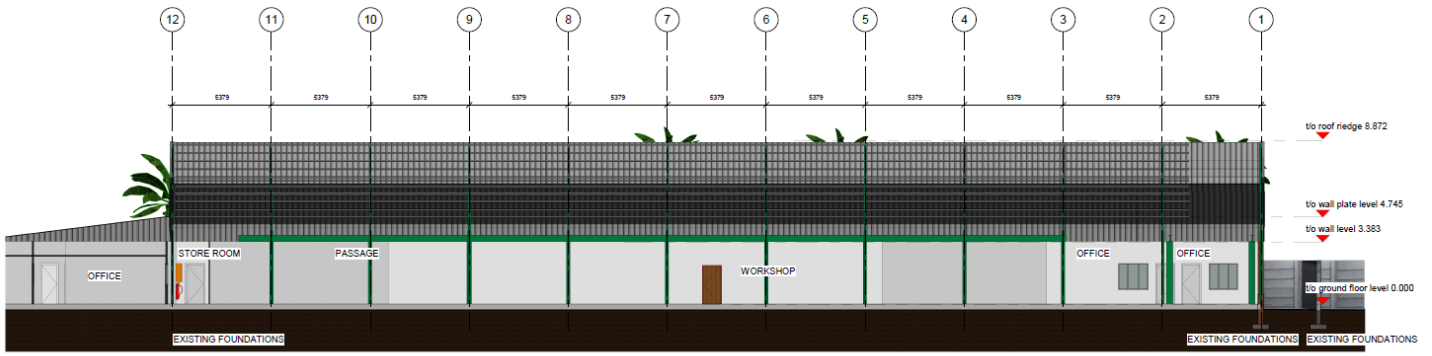 12 11 10 9 8 7 6 5 4 3 2 1
5379 5379 5379 5379 5379 5379 5379 5379 5379 5379 5379
t/o roof riedge 8.872
t/o wall plate level 4.745
t/o wall level 3.383
STORE ROOM PASSAGE OFFICE OFFICE
OFFICE WORKSHOP
t/o ground floor level 0.000
EXISTING FOUNDATIONS EXISTING FOUNDATIONS EXISTING FOUNDATIONS